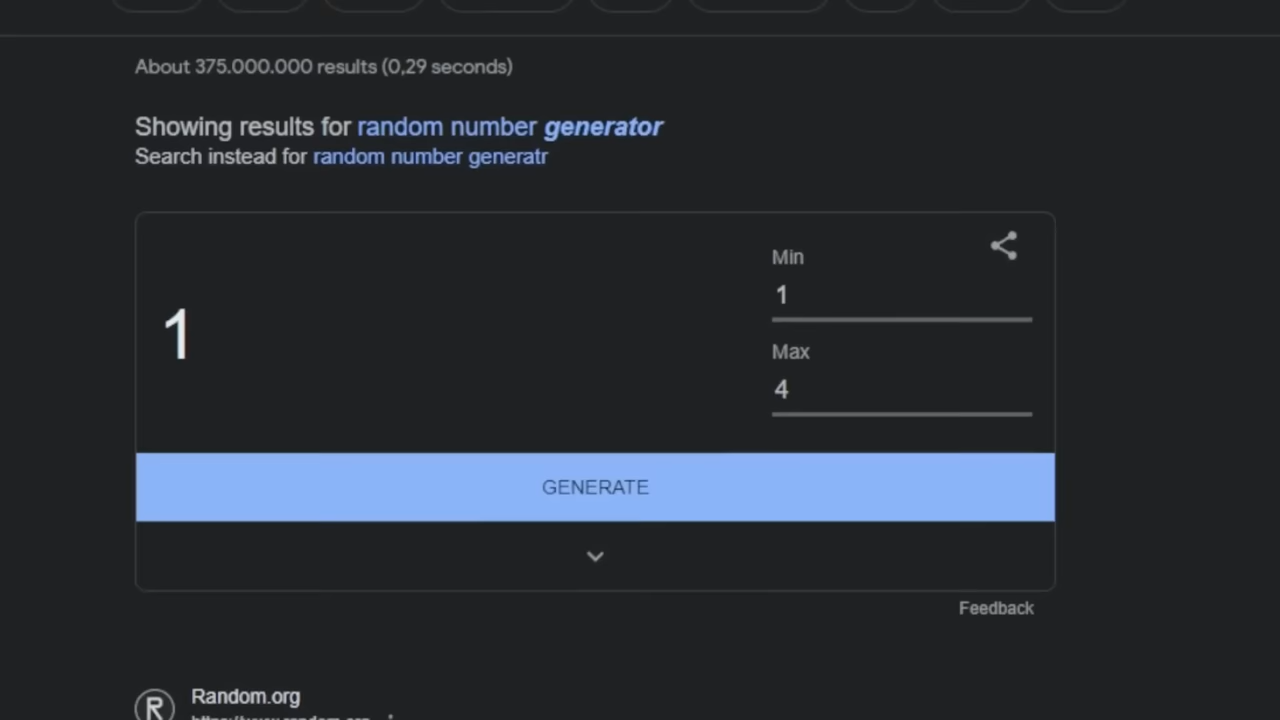 About 375.000.000 results (0,29 seconds)
Showing results for random number generator
Search instead for random number generatr
Min
1
1
Max
4
GENERATE
Feedback
Random.org